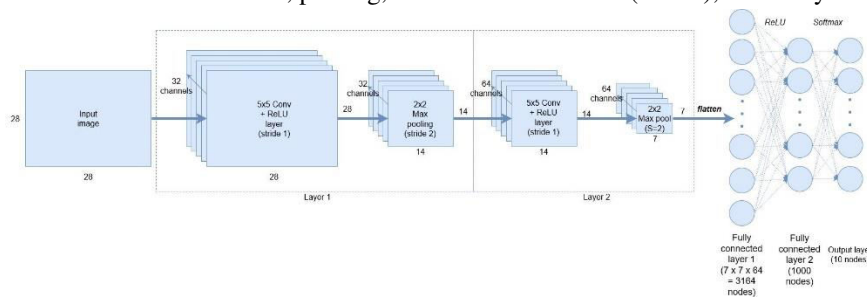 pooling,
28
Input
image
28
32
channels
5x5 Conv
+ ReLU
layer
(stride 1)
28
28
Layer 1
32
channels
2x2
Max
pooling
(stride 2)
14
14
64
channels
5x5 Conv
+ ReLU
layer
(stride 1)
14
14
Layer 2
64
channels
2x2
Max pool
(S=2)
7
7
flatten
ReLU
Softmax
Fully
connected
layer 1
(7 x 7 x 64
= 3164
nodes)
Fully
connected
layer 2
(1000
nodes)
Output laye
(10 nodes)